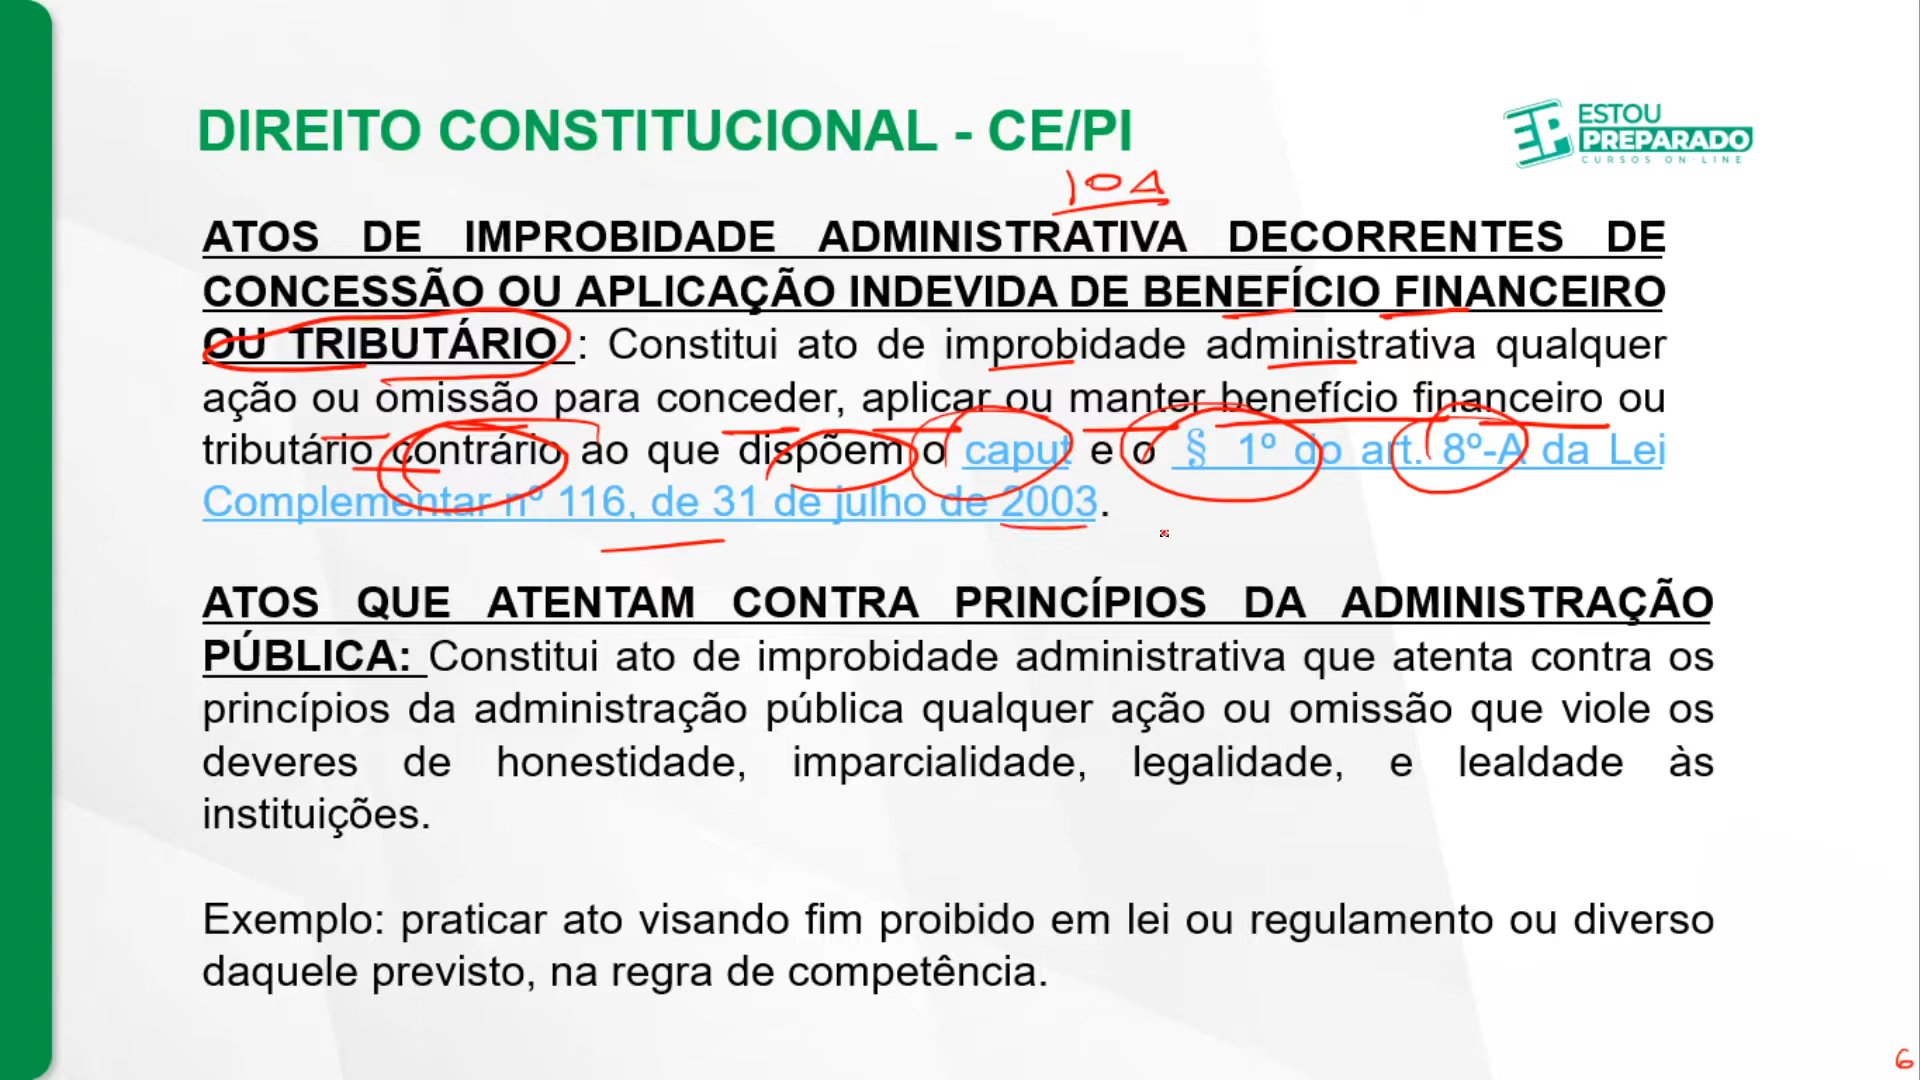 DIREITO CONSTITUCIONAL - CE/PI
ESTOU
PREPARADO
CURSOS ON-LINE
EP
10A
ATOS DE IMPROBIDADE ADMINISTRATIVA DECORRENTES DE
CONCESSÃO OU APLICAÇÃO INDEVIDA DE BENEFÍCIO FINANCEIRO
OU TRIBUTÁRIO : Constitui ato de improbidade administrativa qualquer
ação ou omissão para conceder, aplicar ou manter benefício financeiro ou
tributário contrário ao que dispõem o caput e o § 1º do art. 8º-A da Lei
Complementar nº 116, de 31 de julho de 2003.
ATOS QUE ATENTAM CONTRA PRINCÍPIOS DA ADMINISTRAÇÃO
PÚBLICA: Constitui ato de improbidade administrativa que atenta contra os
princípios da administração pública qualquer ação ou omissão que viole os
deveres de honestidade, imparcialidade, legalidade, e lealdade às
instituições.
Exemplo: praticar ato visando fim proibido em lei ou regulamento ou diverso
daquele previsto, na regra de competência.
6